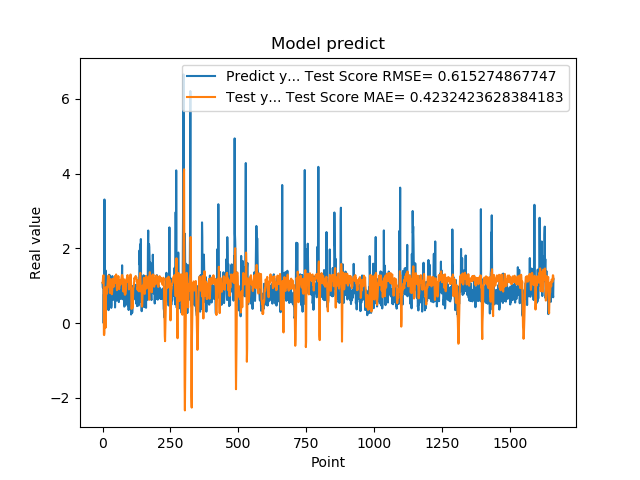 Model predict
Predict y... Test Score RMSE= 0.615274867747
Test y... Test Score MAE= 0.4232423628384183
6
4
2
0
−2
Real value
0 250 500 750 1000 1250 1500
Point